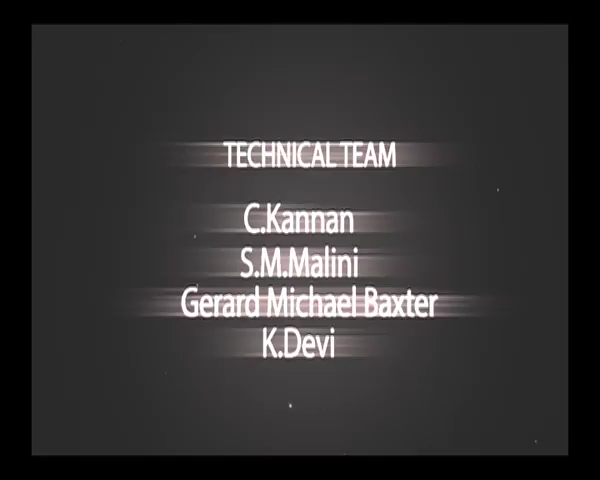 TECHNICAL TEAM
C.Kannan
S.M.Malini
Gerard Michael Baxter
K.Devi